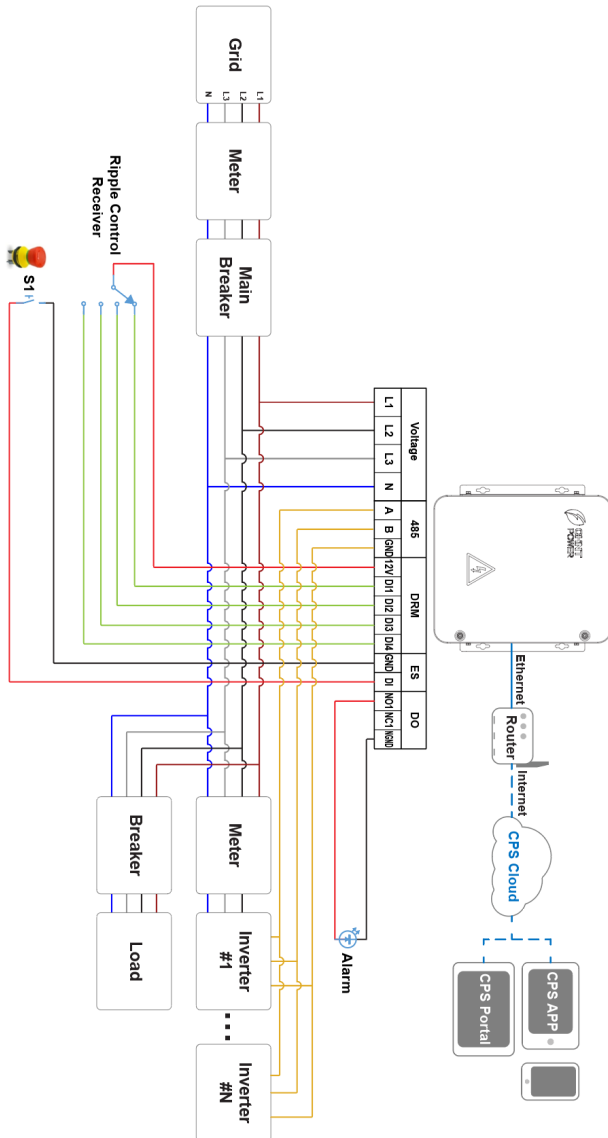 CHINT
POWER
Ethernet
Router
Internet
CPS Cloud
CPS APP
CPS Portal
Voltage 485 DRM ES DO
L1 L2 L3 N A B GND 12V DI1 DI2 DI3 DI4 GND DI NO1 NC1 NGND
Alarm
Grid
L1
L2
L3
N
Meter
Main
Breaker
Meter
Inverter
#1
Inverter
#N
Ripple Control
Receiver
Breaker
Load
S1